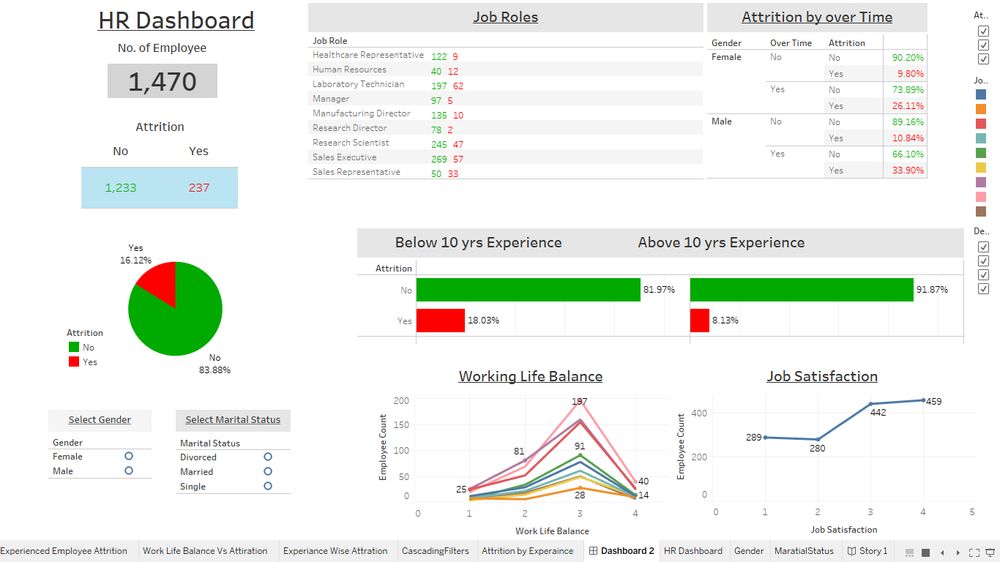 HR Dashboard
No. of Employee
1,470
Attrition
No Yes
1,233 237
Yes
16.12%
No
83.88%
Attrition
No
Yes
Select Gender
Gender
Female
Male
Select Marital Status
Marital Status
Divorced
Married
Single
Job Roles
Job Role
Healthcare Representative 122 9
Human Resources 40 12
Laboratory Technician 197 62
Manager 97 5
Manufacturing Director 135 10
Research Director 78 2
Research Scientist 245 47
Sales Executive 269 57
Sales Representative 50 33
Attrition by over Time
Gender Over Time Attrition
Female No No 90.20%
Yes 9.80%
Yes No 73.89%
Yes 26.11%
Male No No 89.16%
Yes 10.84%
Yes No 66.10%
Yes 33.90%
At..
Jo..
De..
Below 10 yrs Experience Above 10 yrs Experience
Attrition
No 81.97% 91.87%
Yes 18.03% 8.13%
Working Life Balance
Employee Count
200
150
100
50
0
197
81
91
25
40
28
14
0 1 2 3 4
Work Life Balance
Job Satisfaction
Employee Count
400
200
0
289
280
442
459
0 1 2 3 4 5
Job Satisfaction
Experienced Employee Attrition Work Life Balance Vs Attiration Experiance Wise Attration CascadingFilters Attrition by Experaince Dashboard 2 HR Dashboard Gender MaratialStatus Story 1